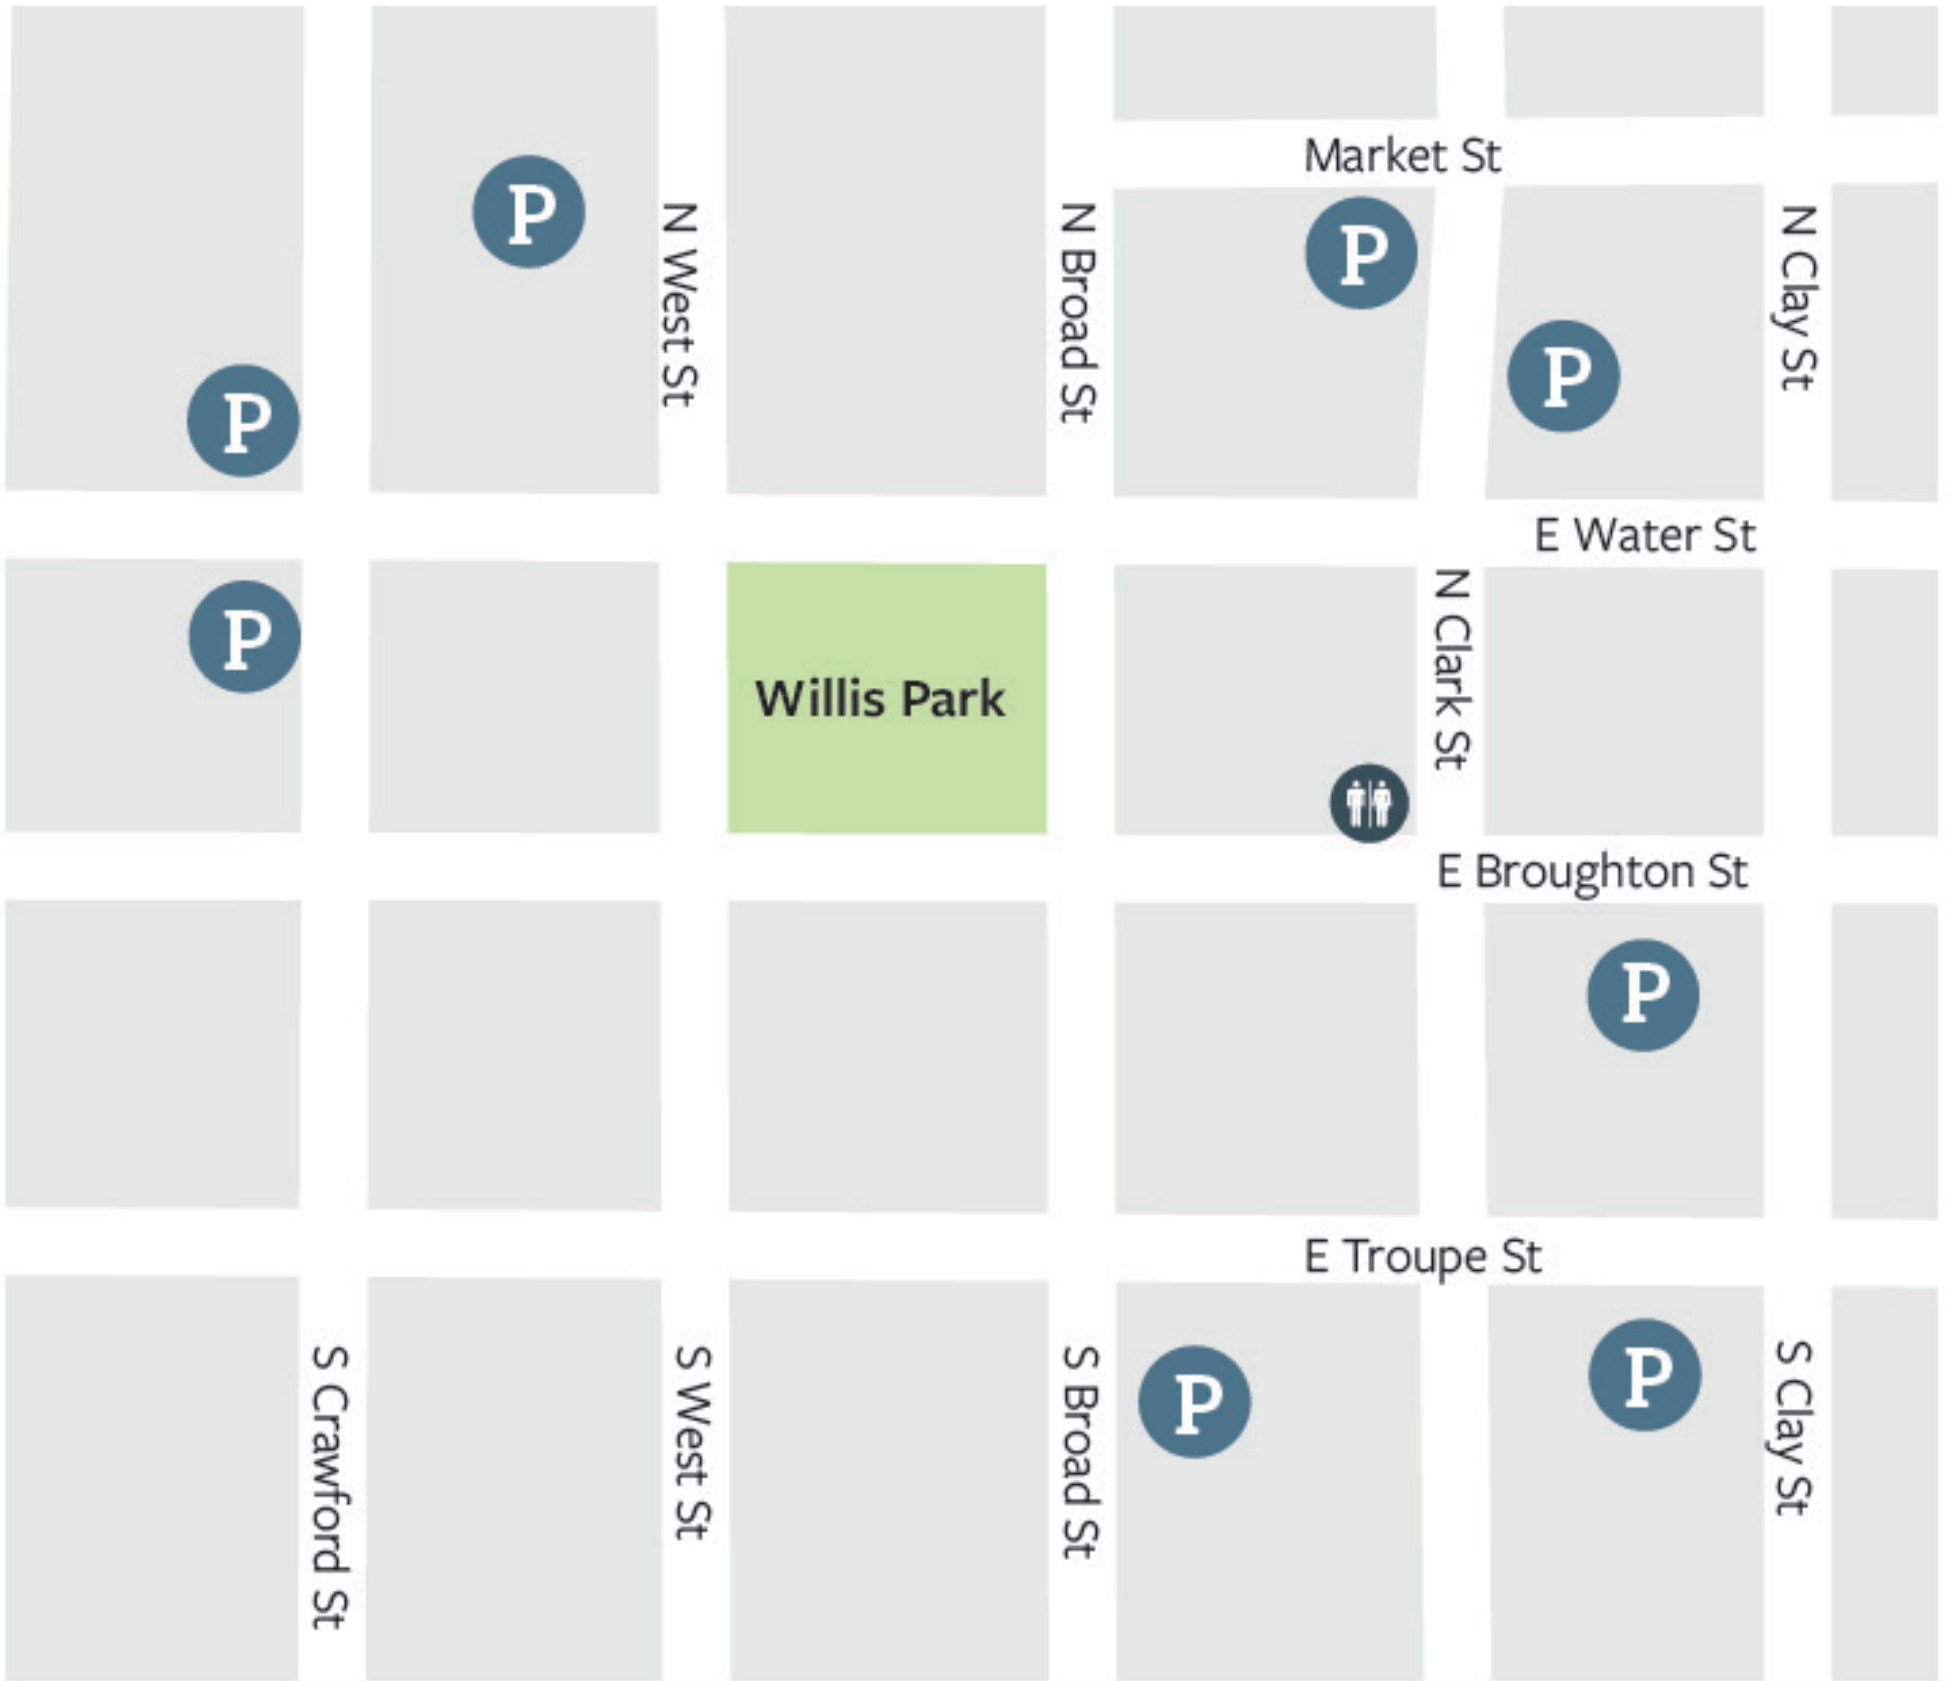 Market St
P
P
P
P
N West St
N Broad St
N Clay St
E Water St
P
Willis Park
N Clark St
E Broughton St
P
E Troupe St
P
P
S Crawford St
S West St
S Broad St
S Clay St